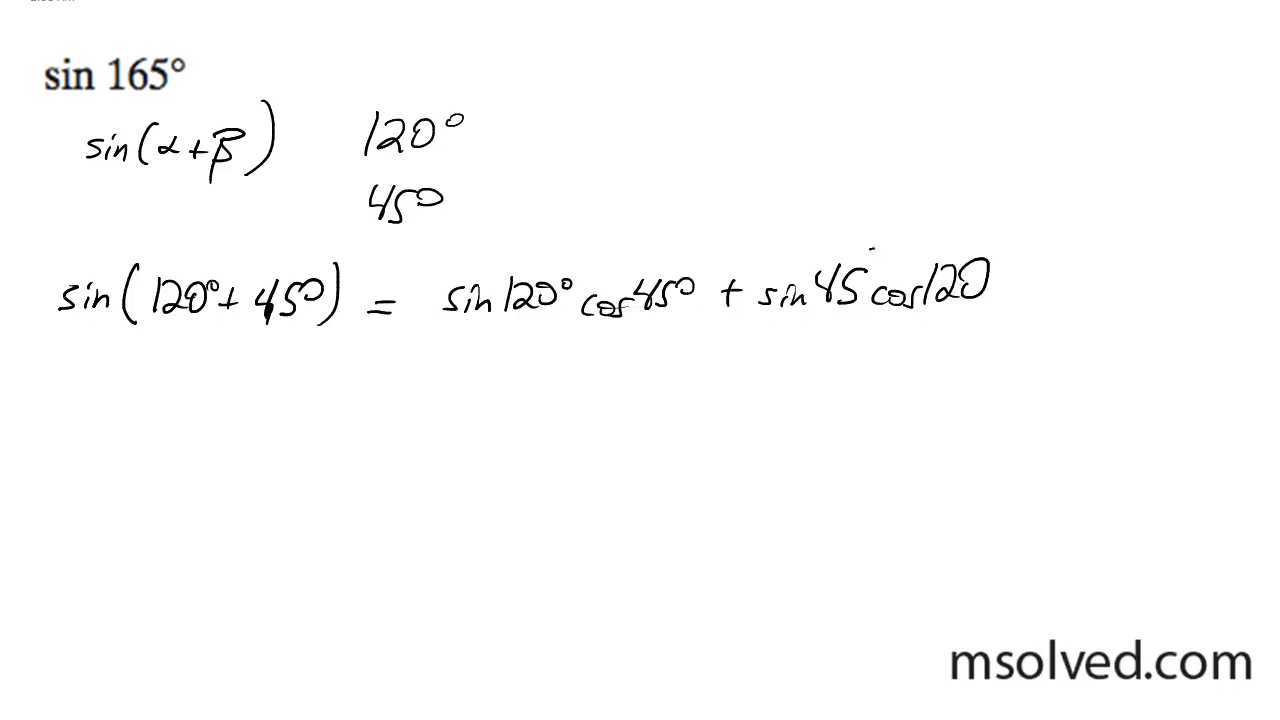 sin 165°
sin(α+β) 120°
45°
sin(120°+45°) = sin120° cos45° + sin45 cos120
msolved.com